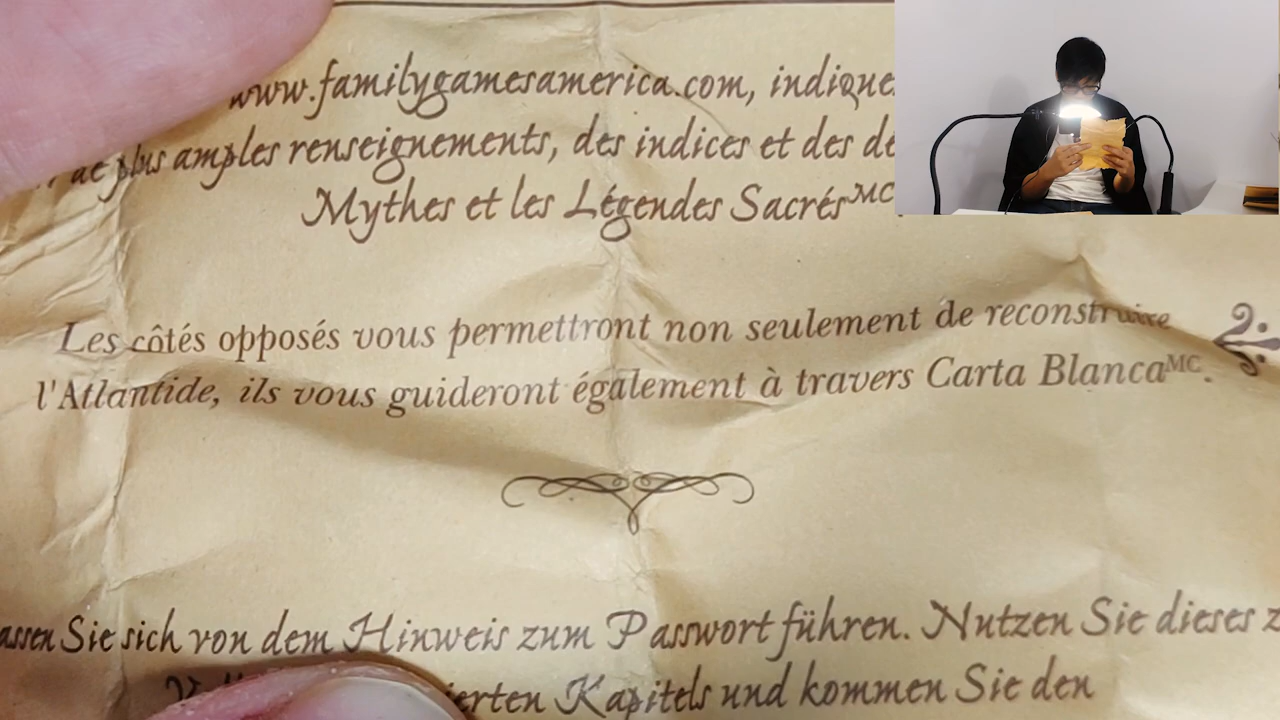 www.familygamesamerica.com, indique
de plus amples renseignements, des indices et des dé
Mythes et les Légendes Sacrés MC.
Les côtés opposés vous permettront non seulement de reconstruire
l'Atlantide, ils vous guideront également à travers Carta Blanca MC.
assen Sie sich von dem Hinweis zum Passwort führen. Nutzen Sie dieses z
ierten Kapitels und kommen Sie den